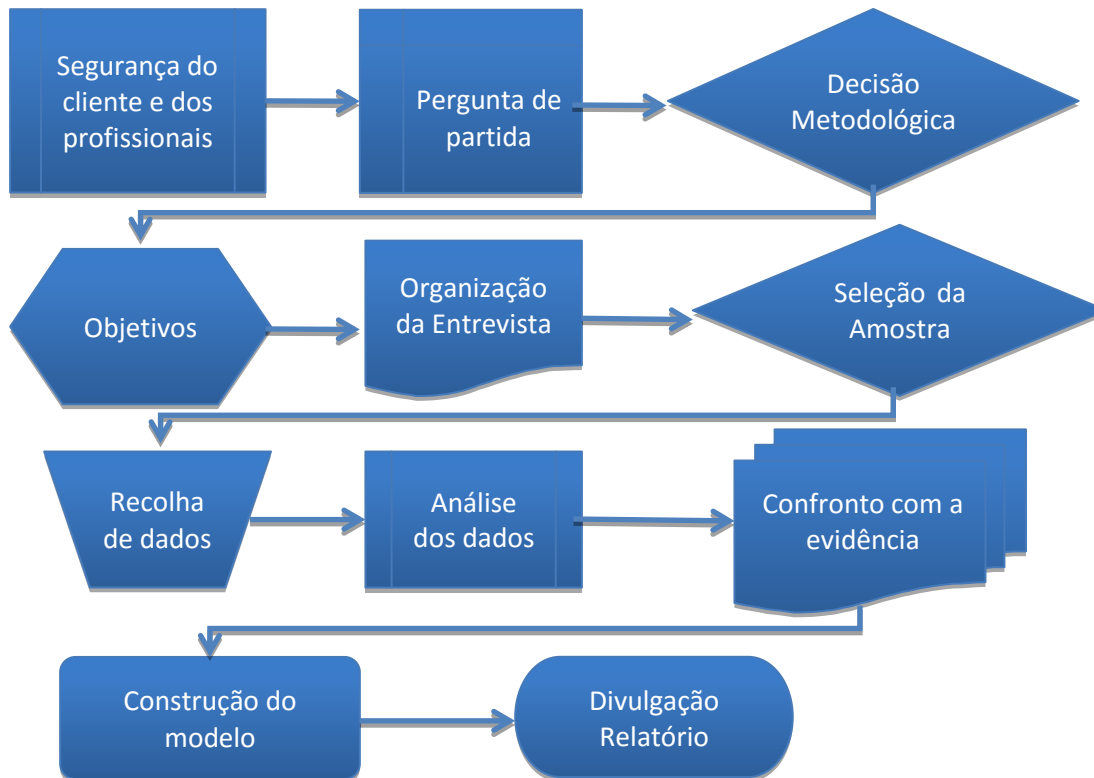 Segurança do
cliente e dos
profissionais
Pergunta de
partida
Decisão
Metodológica
Objetivos
Organização
da Entrevista
Seleção da
Amostra
Recolha
de dados
Análise
dos dados
Confronto com a
evidência
Construção do
modelo
Divulgação
Relatório